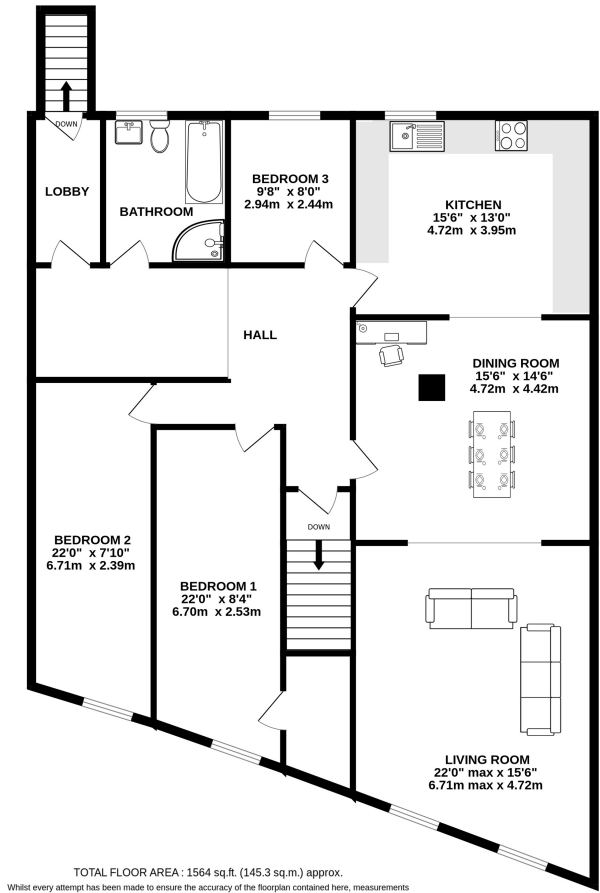 DOWN
LOBBY
BATHROOM
BEDROOM 3
9'8" x 8'0"
2.94m x 2.44m
KITCHEN
15'6" x 13'0"
4.72m x 3.95m
HALL
DINING ROOM
15'6" x 14'6"
4.72m x 4.42m
DOWN
BEDROOM 2
22'0" x 7'10"
6.71m x 2.39m
BEDROOM 1
22'0" x 8'4"
6.70m x 2.53m
LIVING ROOM
22'0" max x 15'6"
6.71m max x 4.72m
TOTAL FLOOR AREA : 1564 sq.ft. (145.3 sq.m.) approx.
Whilst every attempt has been made to ensure the accuracy of the floorplan contained here, measurements